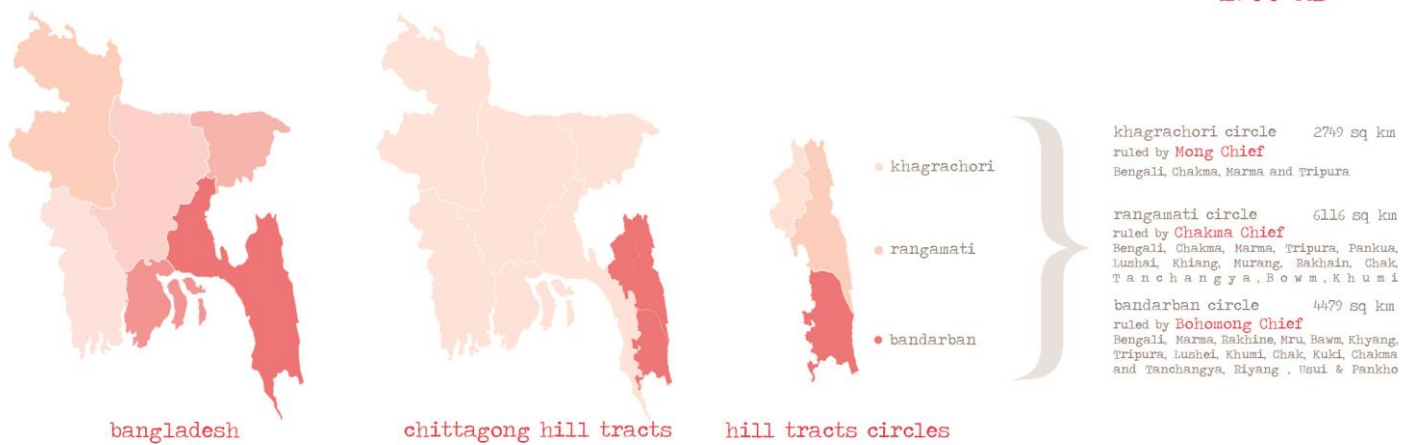 khagrachori
rangamati
bandarban
khagrachori circle 2749 sq km
ruled by Mong Chief
Bengali, Chakma, Marma and Tripura
rangamati circle 6116 sq km
ruled by Chakma Chief
Bengali, Chakma, Marma, Tripura, Pankua,
Lushai, Khiang, Murang, Rakhain, Chak,
Tanchangya, Bowm, Khumi
bandarban circle 4479 sq km
ruled by Bohomong Chief
Bengali, Marma, Rakhine, Mru, Bawm, Khyang,
Tripura, Lushei, Khumi, Chak, Kuki, Chakma
and Tanchangya, Riyang , Usui & Pankho
bangladesh
chittagong hill tracts
hill tracts circles